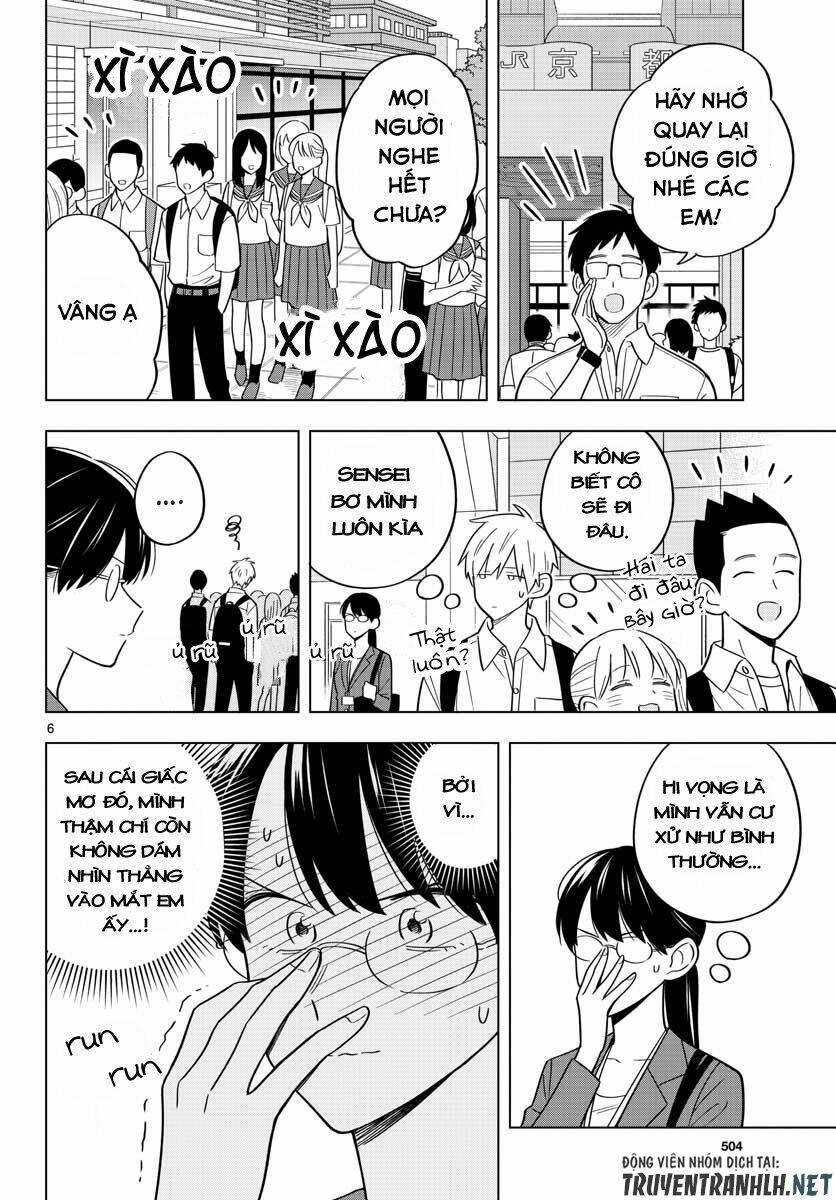 JR京都
HÃY NHỚ
QUAY LẠI
ĐÚNG GIỜ
NHÉ CÁC
EM!
MỌI
NGƯỜI
NGHE
HẾT
CHƯA?
XÌ XÀO
XÌ XÀO
VÂNG Ạ
KHÔNG
BIẾT CÔ
SẼ ĐI
ĐÂU.
Hái ta
đi đâu
Bây Giờ?
SENSEI
BƠ MÌNH
LUÔN KÌA
Thật
luôn?
....
ủ rũ
ủ rũ
ủ rũ
6
HI VỌNG LÀ
MÌNH VẪN CƯ
XỬ NHƯ BÌNH
THƯỜNG...
BỞI
VÌ...
SAU CÁI GIẤC
MƠ ĐÓ, MÌNH
THẬM CHÍ CÒN
KHÔNG DÁM
NHÌN THẲNG
VÀO MẮT EM
ẤY...!
run
run
504
ĐỘNG VIÊN NHÓM DỊCH TẠI:
TRUYENTRANHLH.NET